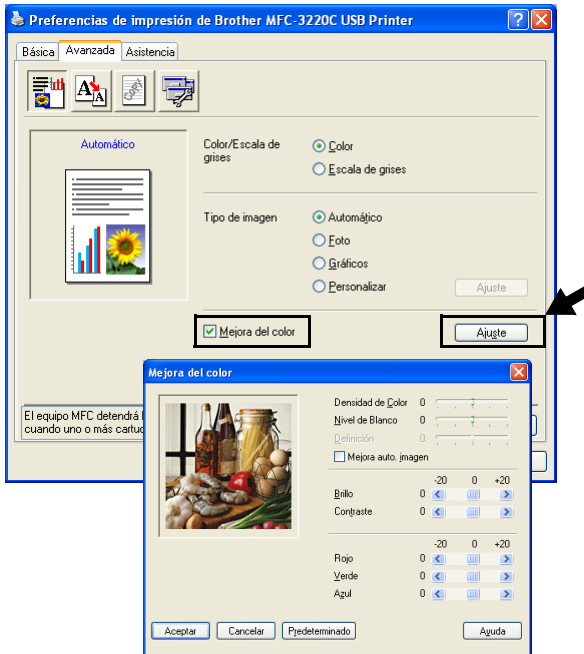 Preferencias de impresión de Brother MFC-3220C USB Printer
Básica Avanzada Asistencia
Automático
Color/Escala de
grises
Color
Escala de grises
Tipo de imagen
Automático
Foto
Gráficos
Personalizar
Ajuste
Mejora del color
Ajuste
El equipo MFC detendrá
cuando uno o más
Mejora del color
Densidad de Color 0
Nivel de Blanco 0
Definición 0
Mejora auto. imagen
-20 0 +20
Brillo 0
Contraste 0
-20 0 +20
Rojo 0
Verde 0
Azul 0
Aceptar Cancelar Predeterminado Ayuda